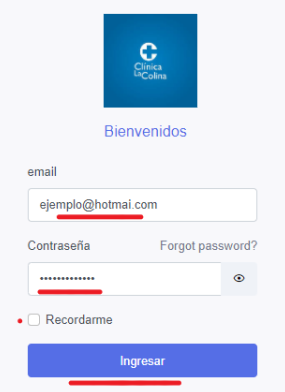 Clínica
La Colina
Bienvenidos
email
ejemplo@hotmai.com
Contraseña Forgot password?
•••••••••••••
Recordarme
Ingresar